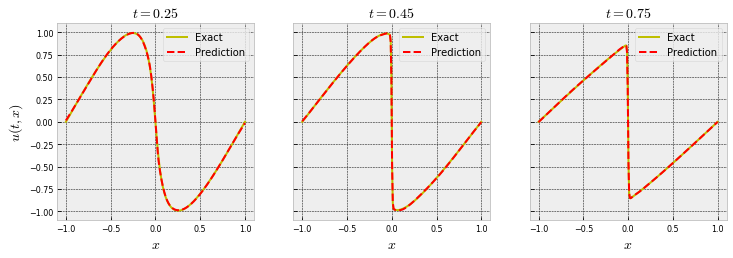 t = 0.25
t = 0.45
t = 0.75
Exact
Prediction
Exact
Prediction
Exact
Prediction
u(t, x)
1.00
0.75
0.50
0.25
0.00
−0.25
−0.50
−0.75
−1.00
−1.0 −0.5 0.0 0.5 1.0
−1.0 −0.5 0.0 0.5 1.0
−1.0 −0.5 0.0 0.5 1.0
x
x
x